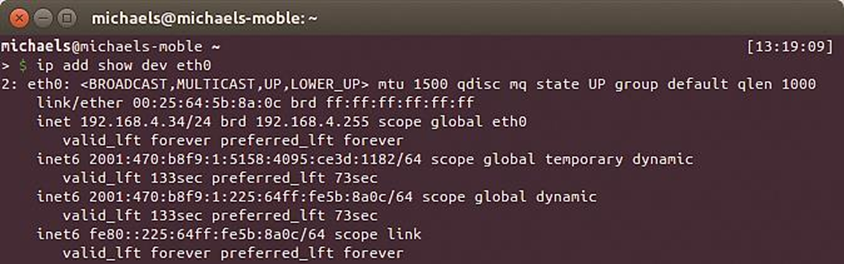 michaels@michaels-moble: ~
michaels@michaels-moble ~ [13:19:09]
> $ ip add show dev eth0
2: eth0: <BROADCAST,MULTICAST,UP,LOWER_UP> mtu 1500 qdisc mq state UP group default qlen 1000
link/ether 00:25:64:5b:8a:0c brd ff:ff:ff:ff:ff:ff
inet 192.168.4.34/24 brd 192.168.4.255 scope global eth0
valid_lft forever preferred_lft forever
inet6 2001:470:b8f9:1:5158:4095:ce3d:1182/64 scope global temporary dynamic
valid_lft 133sec preferred_lft 73sec
inet6 2001:470:b8f9:1:225:64ff:fe5b:8a0c/64 scope global dynamic
valid_lft 133sec preferred_lft 73sec
inet6 fe80::225:64ff:fe5b:8a0c/64 scope link
valid_lft forever preferred_lft forever